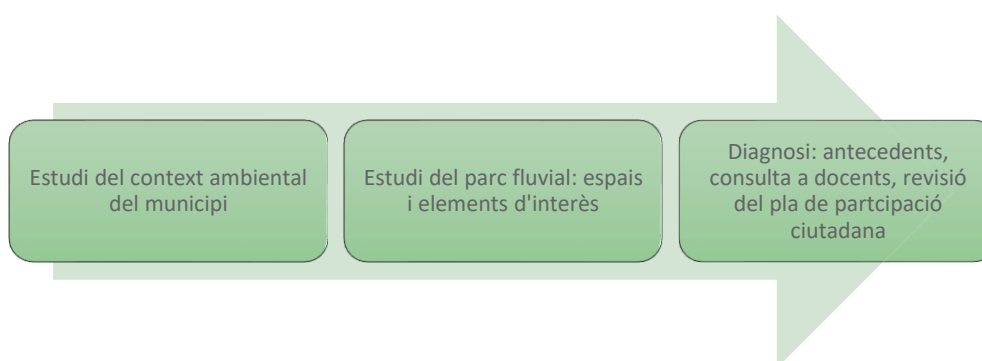 Estudi del context ambiental
del municipi
Estudi del parc fluvial: espais
i elements d'interès
Diagnosi: antecedents,
consulta a docents, revisió
del pla de partcipació
ciutadana